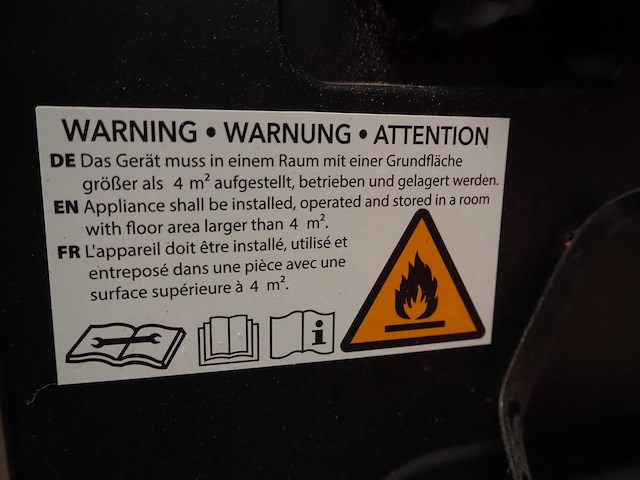 WARNING • WARNUNG • ATTENTION
DE Das Gerät muss in einem Raum mit einer Grundfläche
größer als 4 m² aufgestellt, betrieben und gelagert werden.
EN Appliance shall be installed, operated and stored in a room
with floor area larger than 4 m².
FR L'appareil doit être installé, utilisé et
entreposé dans une pièce avec une
surface supérieure à 4 m².
i